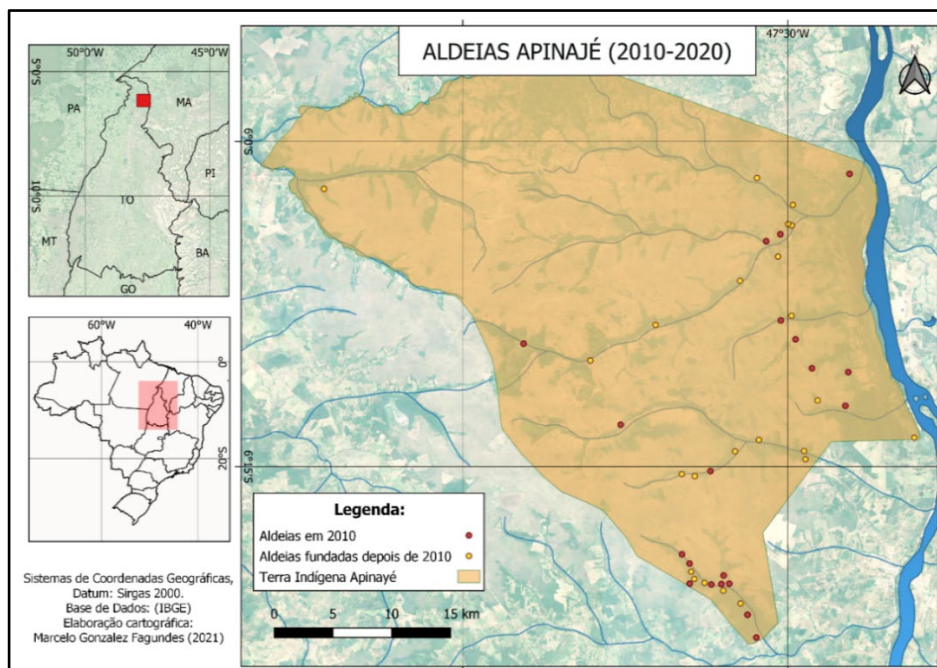 ALDEIAS APINAJÉ (2010-2020)
50°0'W
45°0'W
5°0'S
PA
MA
PI
10°0'S
TO
MT
BA
GO
60°W
40°W
0°
20°S
47°30'W
N
6°0'S
6°15'S
Legenda:
Aldeias em 2010
Aldeias fundadas depois de 2010
Terra Indígena Apinayé
0 5 10 15 km
Sistemas de Coordenadas Geográficas,
Datum: Sirgas 2000.
Base de Dados: (IBGE)
Elaboração cartográfica:
Marcelo Gonzalez Fagundes (2021)